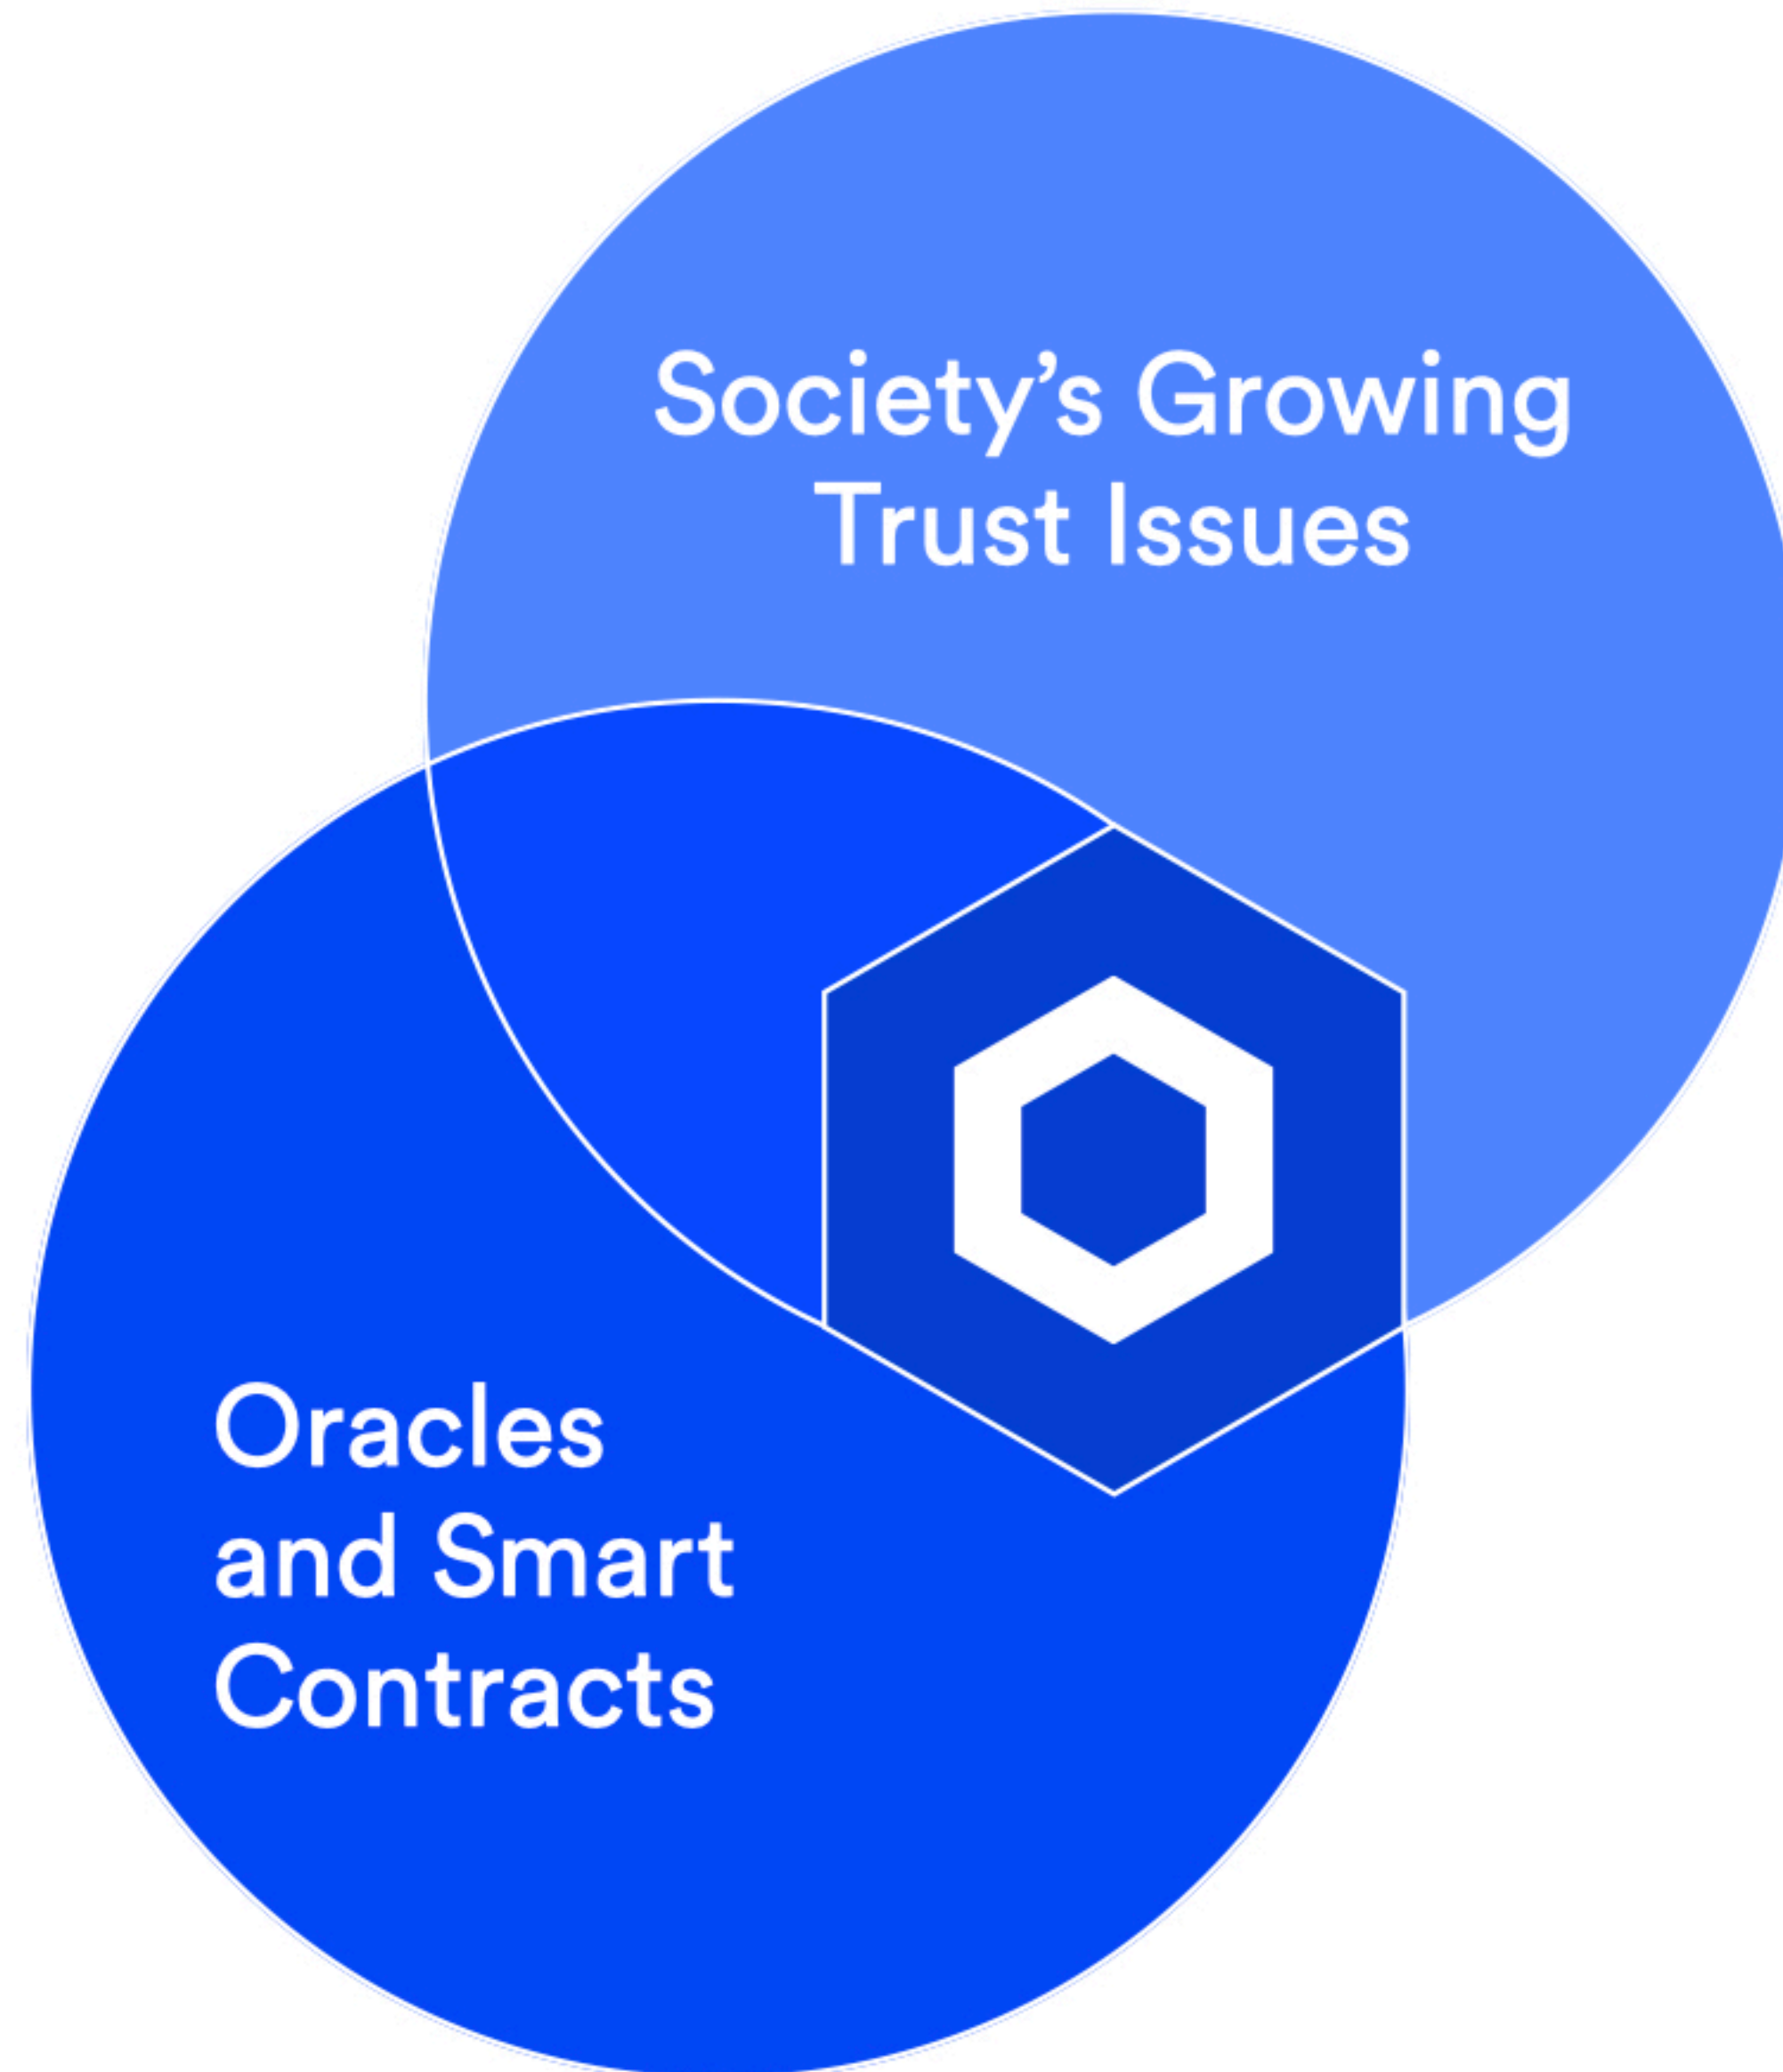 Society’s Growing
Trust Issues
Oracles
and Smart
Contracts